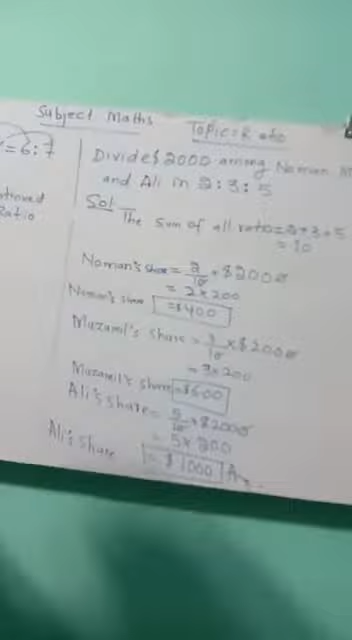 Subject Maths
Topic:
= 6:7
Ratio
Divide $2000 among Noman
and Ali in 2:3:5
Sol
The sum of all ratio = 2+3+5
= 10
Noman's share = 2/10 × $2000
= 2×200
Noman's share = $400
Muzamil's share = 3/10 × $2000
= 3×200
Muzamil's share = $600
Ali's share = 5/10 × $2000
= 5×200
Ali's share = $1000